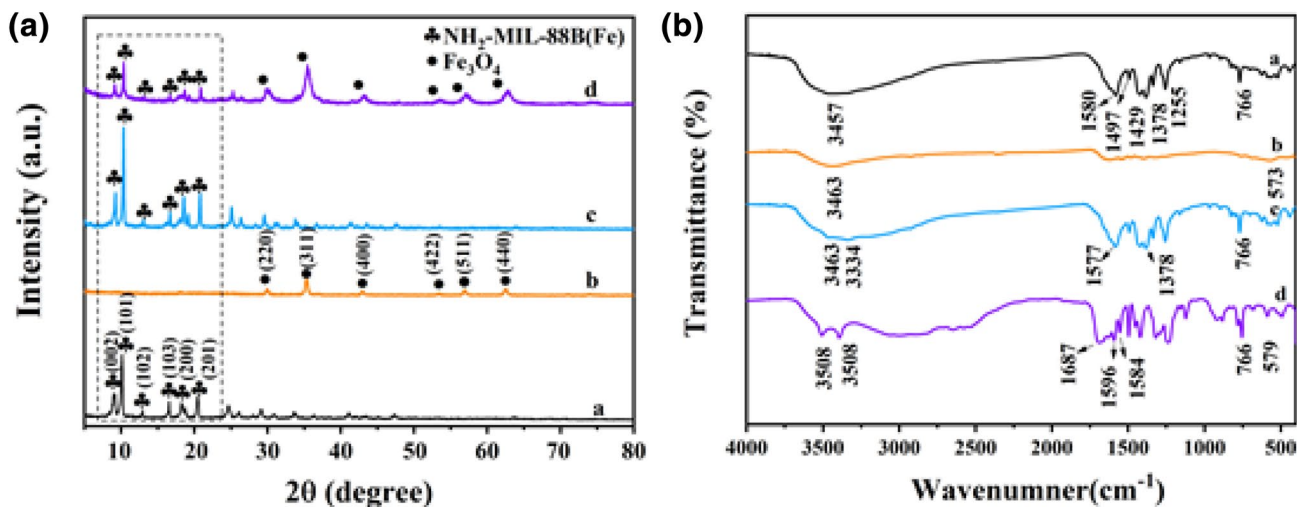 (a)
♣ NH2-MIL-88B(Fe)
● Fe3O4
d
c
(220)
(311)
(400)
(422)
(511)
(440)
b
(002)
(101)
(102)
(103)
(200)
(201)
a
Intensity (a.u.)
10 20 30 40 50 60 70 80
2θ (degree)
(b)
a
3457
1580
1497
1429
1378
1255
766
b
3463
573
c
3463
3334
1577
1378
766
d
3508
3508
1687
1596
1584
766
579
Transmittance (%)
4000 3500 3000 2500 2000 1500 1000 500
Wavenumner(cm-1)